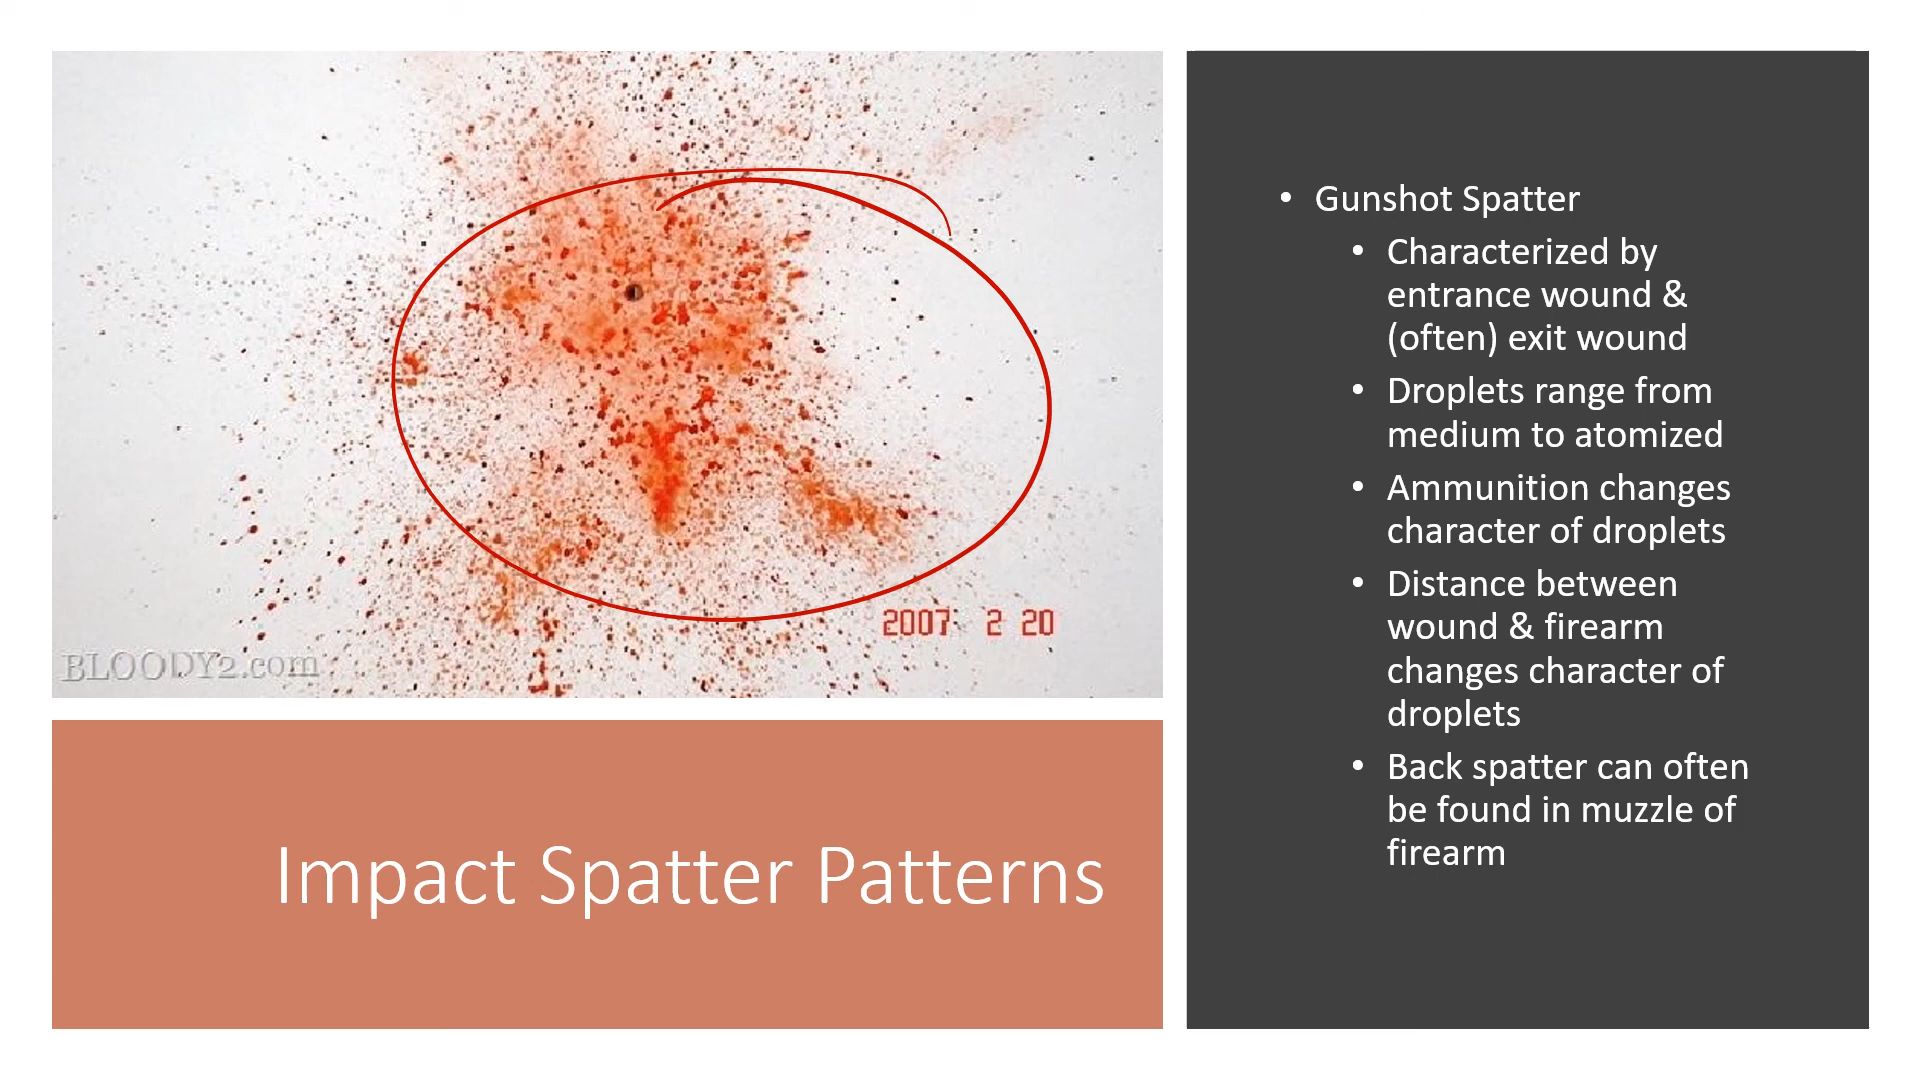 2007 2 20
BLOODY2.com
Impact Spatter Patterns
• Gunshot Spatter
• Characterized by
entrance wound &
(often) exit wound
• Droplets range from
medium to atomized
• Ammunition changes
character of droplets
• Distance between
wound & firearm
changes character of
droplets
• Back spatter can often
be found in muzzle of
firearm